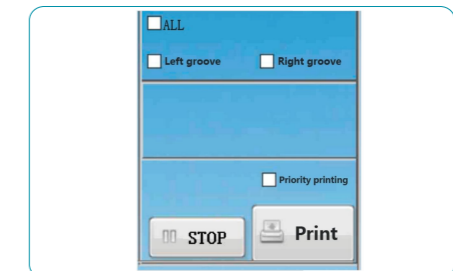 ALL
Left groove Right groove
Priority printing
STOP Print